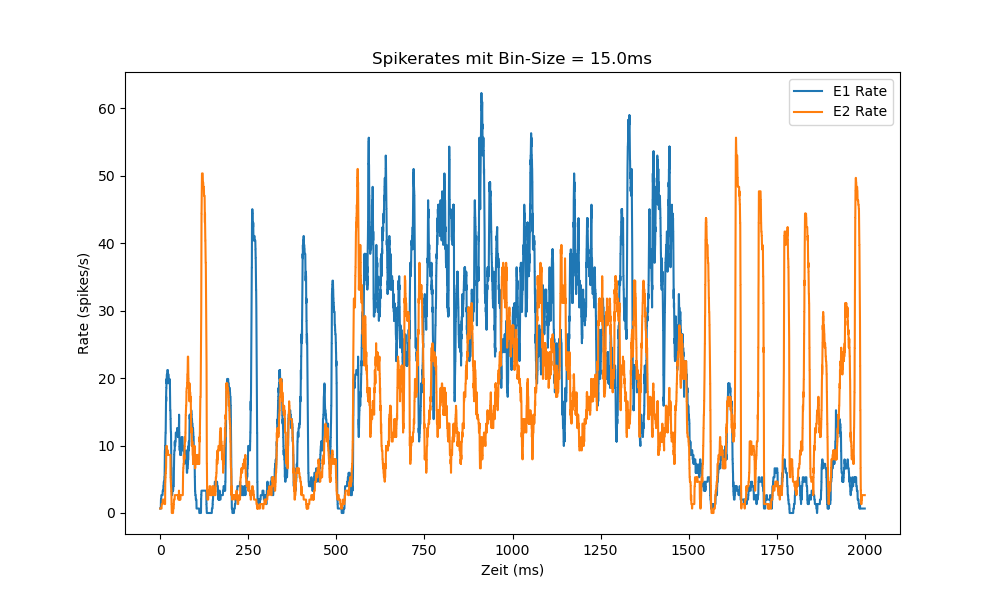 Spikerates mit Bin-Size = 15.0ms
E1 Rate
E2 Rate
60
50
40
30
20
10
0
Rate (spikes/s)
0 250 500 750 1000 1250 1500 1750 2000
Zeit (ms)